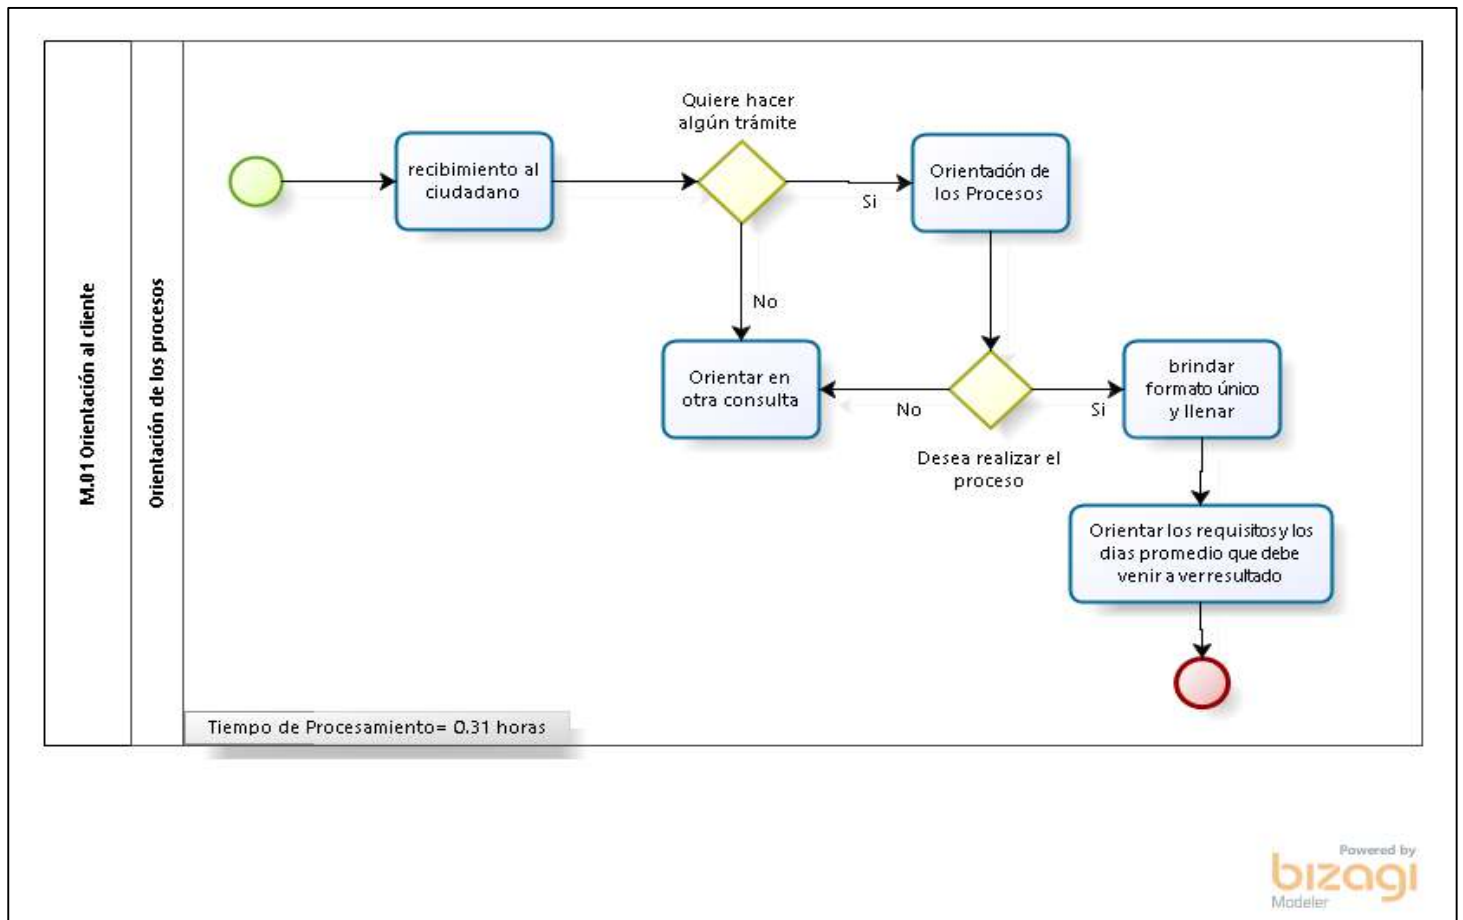 M.01 Orientación al cliente
Orientación de los procesos
recibimiento al
ciudadano
Quiere hacer
algún trámite
Si
Orientación de
los Procesos
No
Orientar en
otra consulta
No
Desea realizar el
proceso
Si
brindar
formato único
y llenar
Orientar los requisitos y los
dias promedio que debe
venir a ver resultado
Tiempo de Procesamiento= 0.31 horas
Powered by
bizagi
Modeler